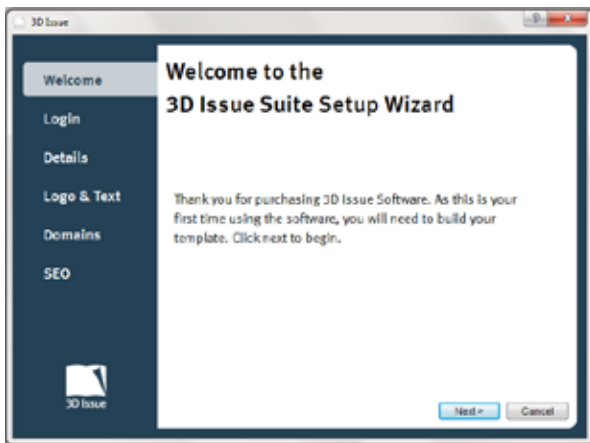 3D Issue
?
Welcome
Login
Details
Logo & Text
Domains
SEO
3D Issue
Welcome to the
3D Issue Suite Setup Wizard
Thank you for purchasing 3D Issue Software. As this is your
first time using the software, you will need to build your
template. Click next to begin.
Next >
Cancel